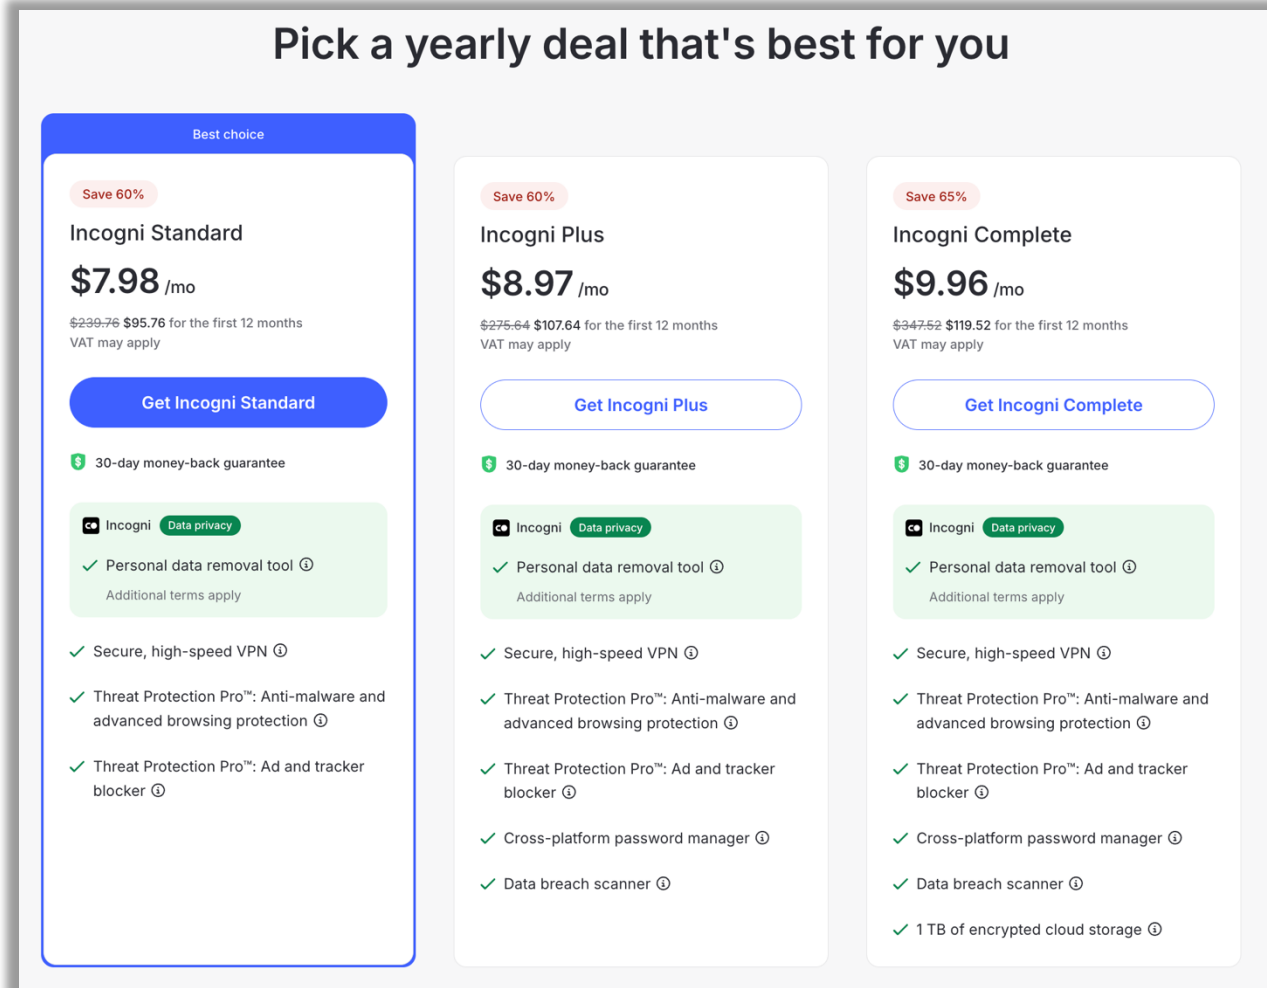 Pick a yearly deal that's best for you
Best choice
Save 60%
Incogni Standard
$7.98 /mo
$239.76 $95.76 for the first 12 months
VAT may apply
Get Incogni Standard
30-day money-back guarantee
Incogni Data privacy
Personal data removal tool
Additional terms apply
Secure, high-speed VPN
Threat Protection Pro™: Anti-malware and
advanced browsing protection
Threat Protection Pro™: Ad and tracker
blocker
Save 60%
Incogni Plus
$8.97 /mo
$275.64 $107.64 for the first 12 months
VAT may apply
Get Incogni Plus
30-day money-back guarantee
Incogni Data privacy
Personal data removal tool
Additional terms apply
Secure, high-speed VPN
Threat Protection Pro™: Anti-malware and
advanced browsing protection
Threat Protection Pro™: Ad and tracker
blocker
Cross-platform password manager
Data breach scanner
Save 65%
Incogni Complete
$9.96 /mo
$347.52 $119.52 for the first 12 months
VAT may apply
Get Incogni Complete
30-day money-back guarantee
Incogni Data privacy
Personal data removal tool
Additional terms apply
Secure, high-speed VPN
Threat Protection Pro™: Anti-malware and
advanced browsing protection
Threat Protection Pro™: Ad and tracker
blocker
Cross-platform password manager
Data breach scanner
1 TB of encrypted cloud storage